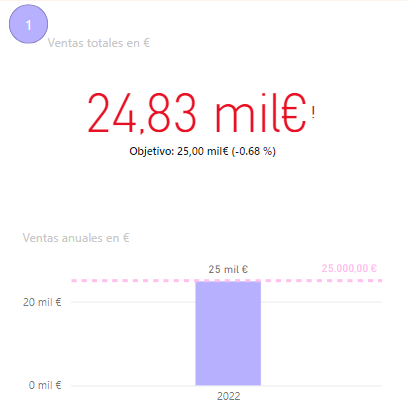 1
Ventas totales en €
24,83 mil€!
Objetivo: 25,00 mil€ (-0.68 %)
Ventas anuales en €
25 mil €
25.000,00 €
20 mil €
0 mil €
2022